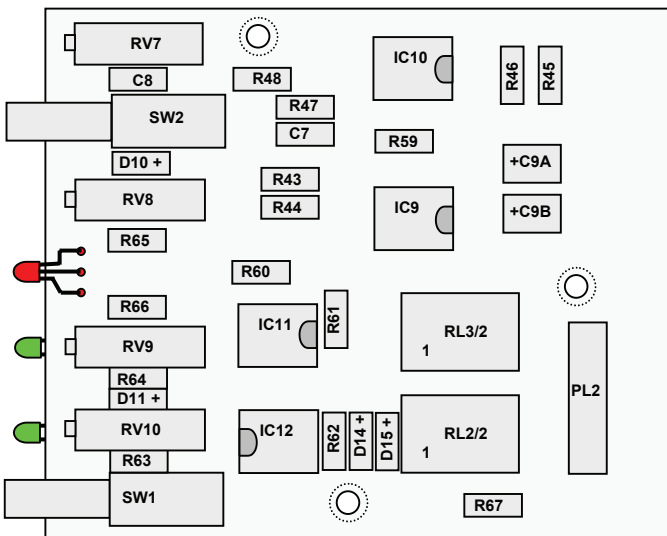 RV7
C8
R48
IC10
R46
R45
SW2
R47
C7
R59
D10 +
+C9A
R43
RV8
R44
IC9
+C9B
R65
R60
R66
IC11
R61
RL3/2
1
RV9
R64
D11 +
PL2
RV10
IC12
R62
D14 +
D15 +
RL2/2
1
R63
SW1
R67